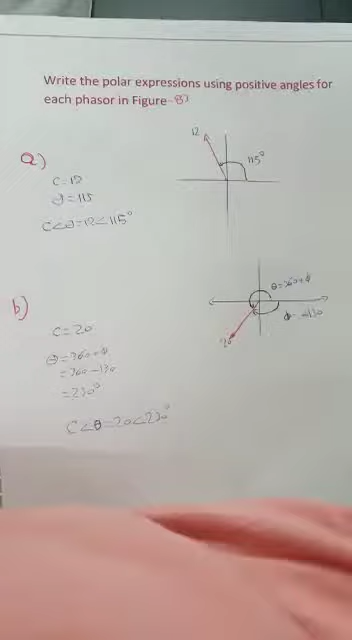 Write the polar expressions using positive angles for
each phasor in Figure-
a)
12
115°
C=12
θ=115
C∠θ=12∠115°
b)
θ=360+φ
C=20
φ=-130
20
θ=360+φ
=360-130
=230°
C∠θ=20∠230°